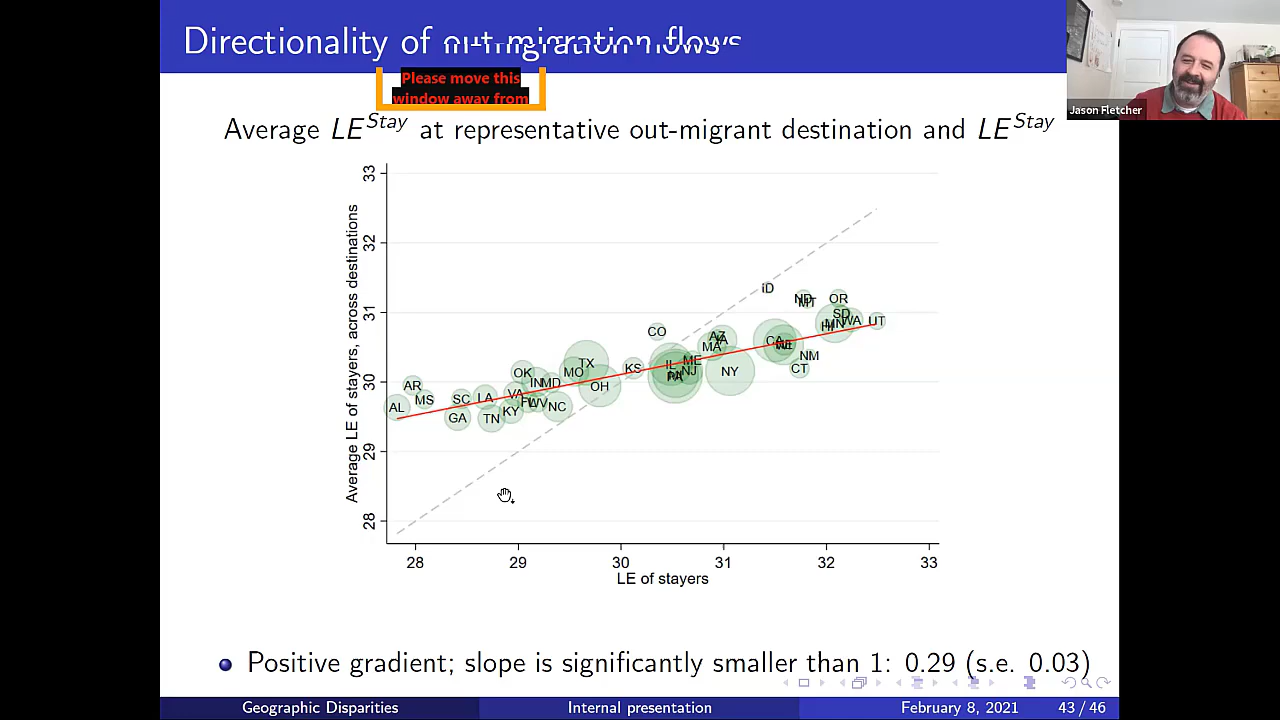 Directionality of out-migration flows
Please move this
window away from
Jason Fletcher
Average LE^Stay at representative out-migrant destination and LE^Stay
Average LE of stayers, across destinations
33
32
31
30
29
28
ID
ND
MT
OR
SD
HI
MN
WA
UT
CO
AZ
MA
CA
NM
CT
TX
KS
IL
ME
NJ
PA
NY
OK
MO
OH
IN
MD
AR
MS
AL
SC
GA
LA
TN
VA
KY
FL
WV
NC
28 29 30 31 32 33
LE of stayers
Positive gradient; slope is significantly smaller than 1: 0.29 (s.e. 0.03)
Geographic Disparities Internal presentation February 8, 2021 43 / 46